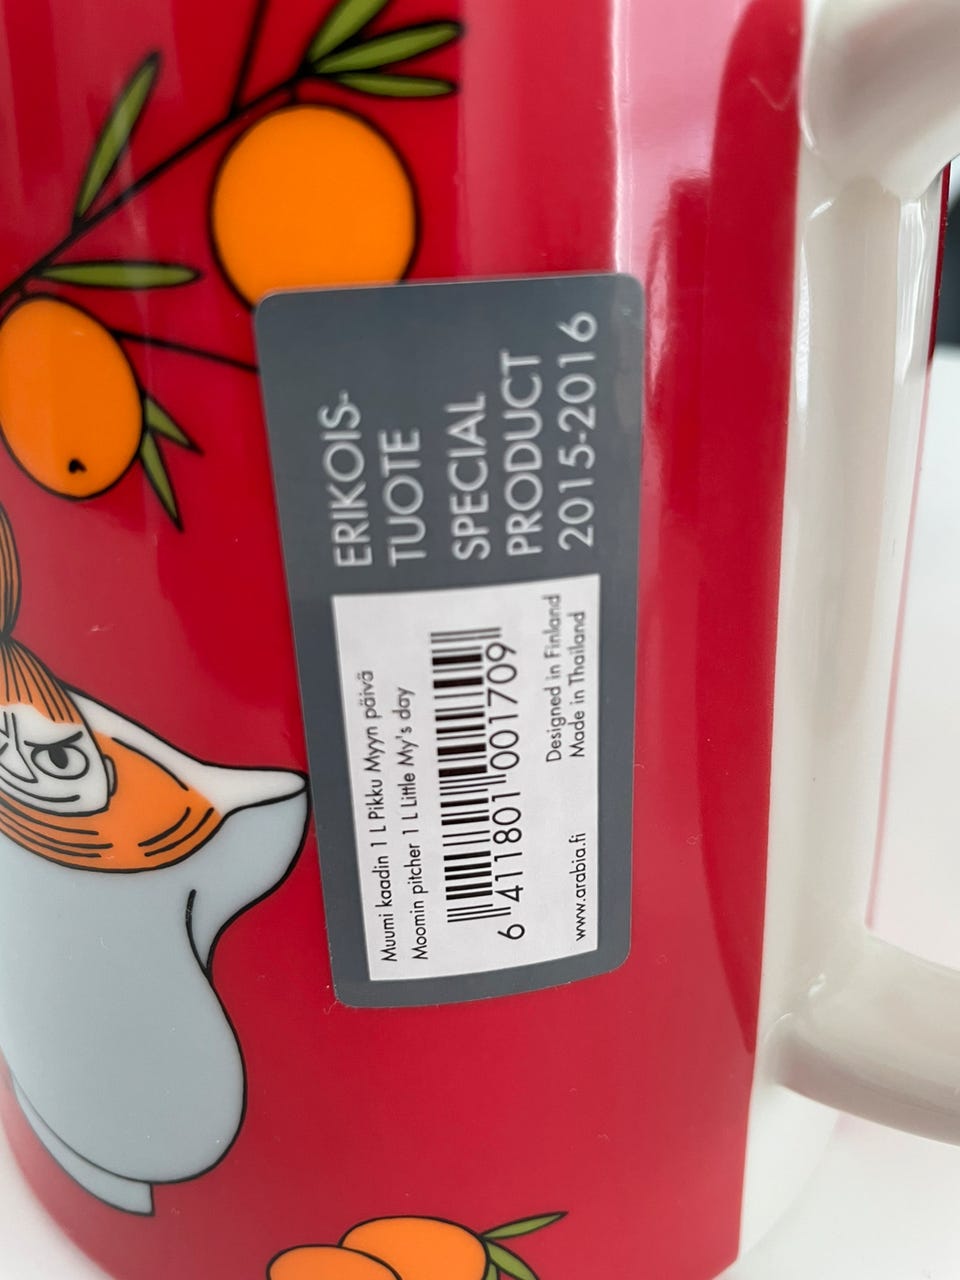 ERIKOIS-
TUOTE
SPECIAL
PRODUCT
2015-2016
Muumi kaadin 1 L Pikku Myyn päivä
Moomin pitcher 1 L Little My's day
6 411801 001709
Designed in Finland
www.arabia.fi Made in Thailand